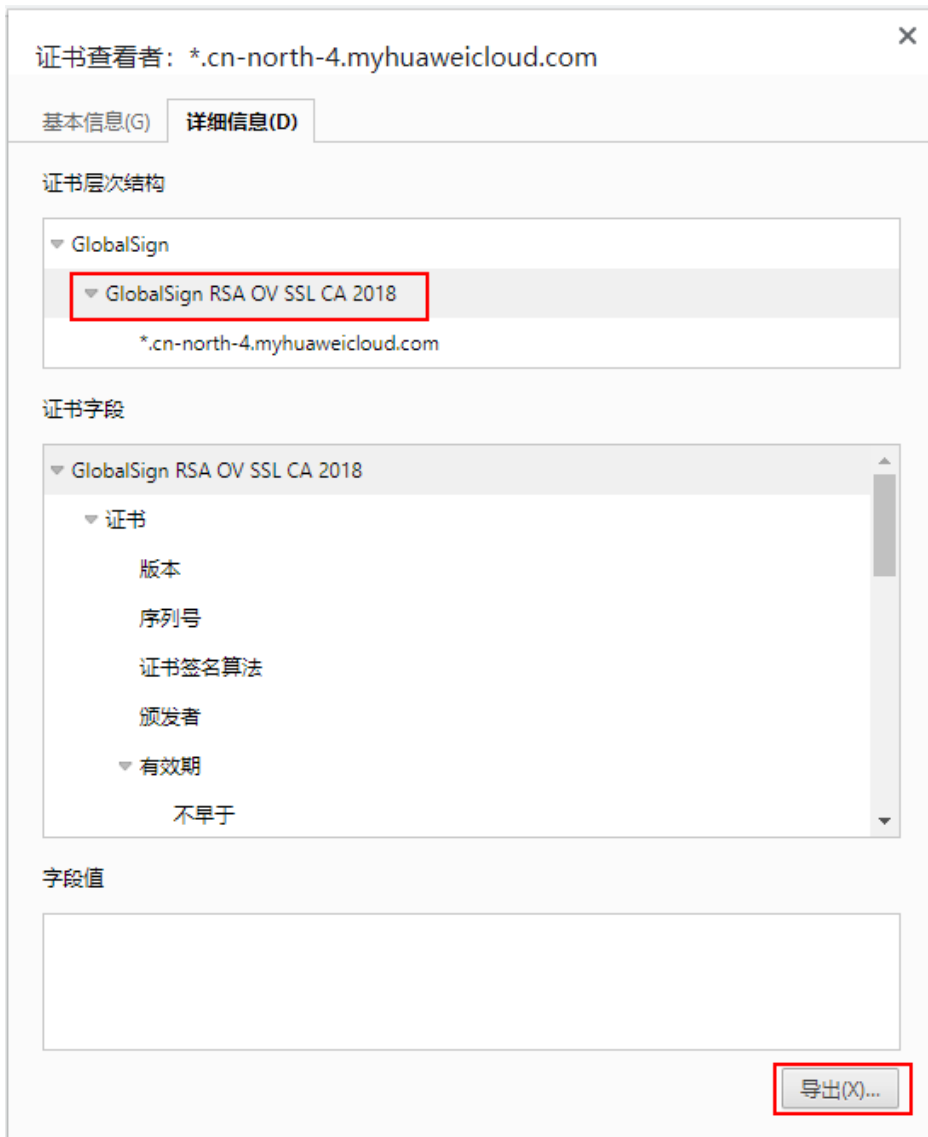 证书查看者：*.cn-north-4.myhuaweicloud.com
基本信息(G) 详细信息(D)
证书层次结构
GlobalSign
GlobalSign RSA OV SSL CA 2018
*.cn-north-4.myhuaweicloud.com
证书字段
GlobalSign RSA OV SSL CA 2018
证书
版本
序列号
证书签名算法
颁发者
有效期
不早于
字段值
导出(X)...